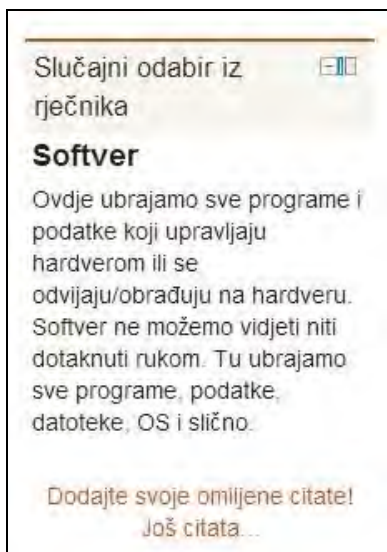 Slučajni odabir iz
rječnika
Softver
Ovdje ubrajamo sve programe i
podatke koji upravljaju
hardverom ili se
odvijaju/obrađuju na hardveru.
Softver ne možemo vidjeti niti
dotaknuti rukom. Tu ubrajamo
sve programe, podatke,
datoteke, OS i slično.
Dodajte svoje omiljene citate!
Još citata...